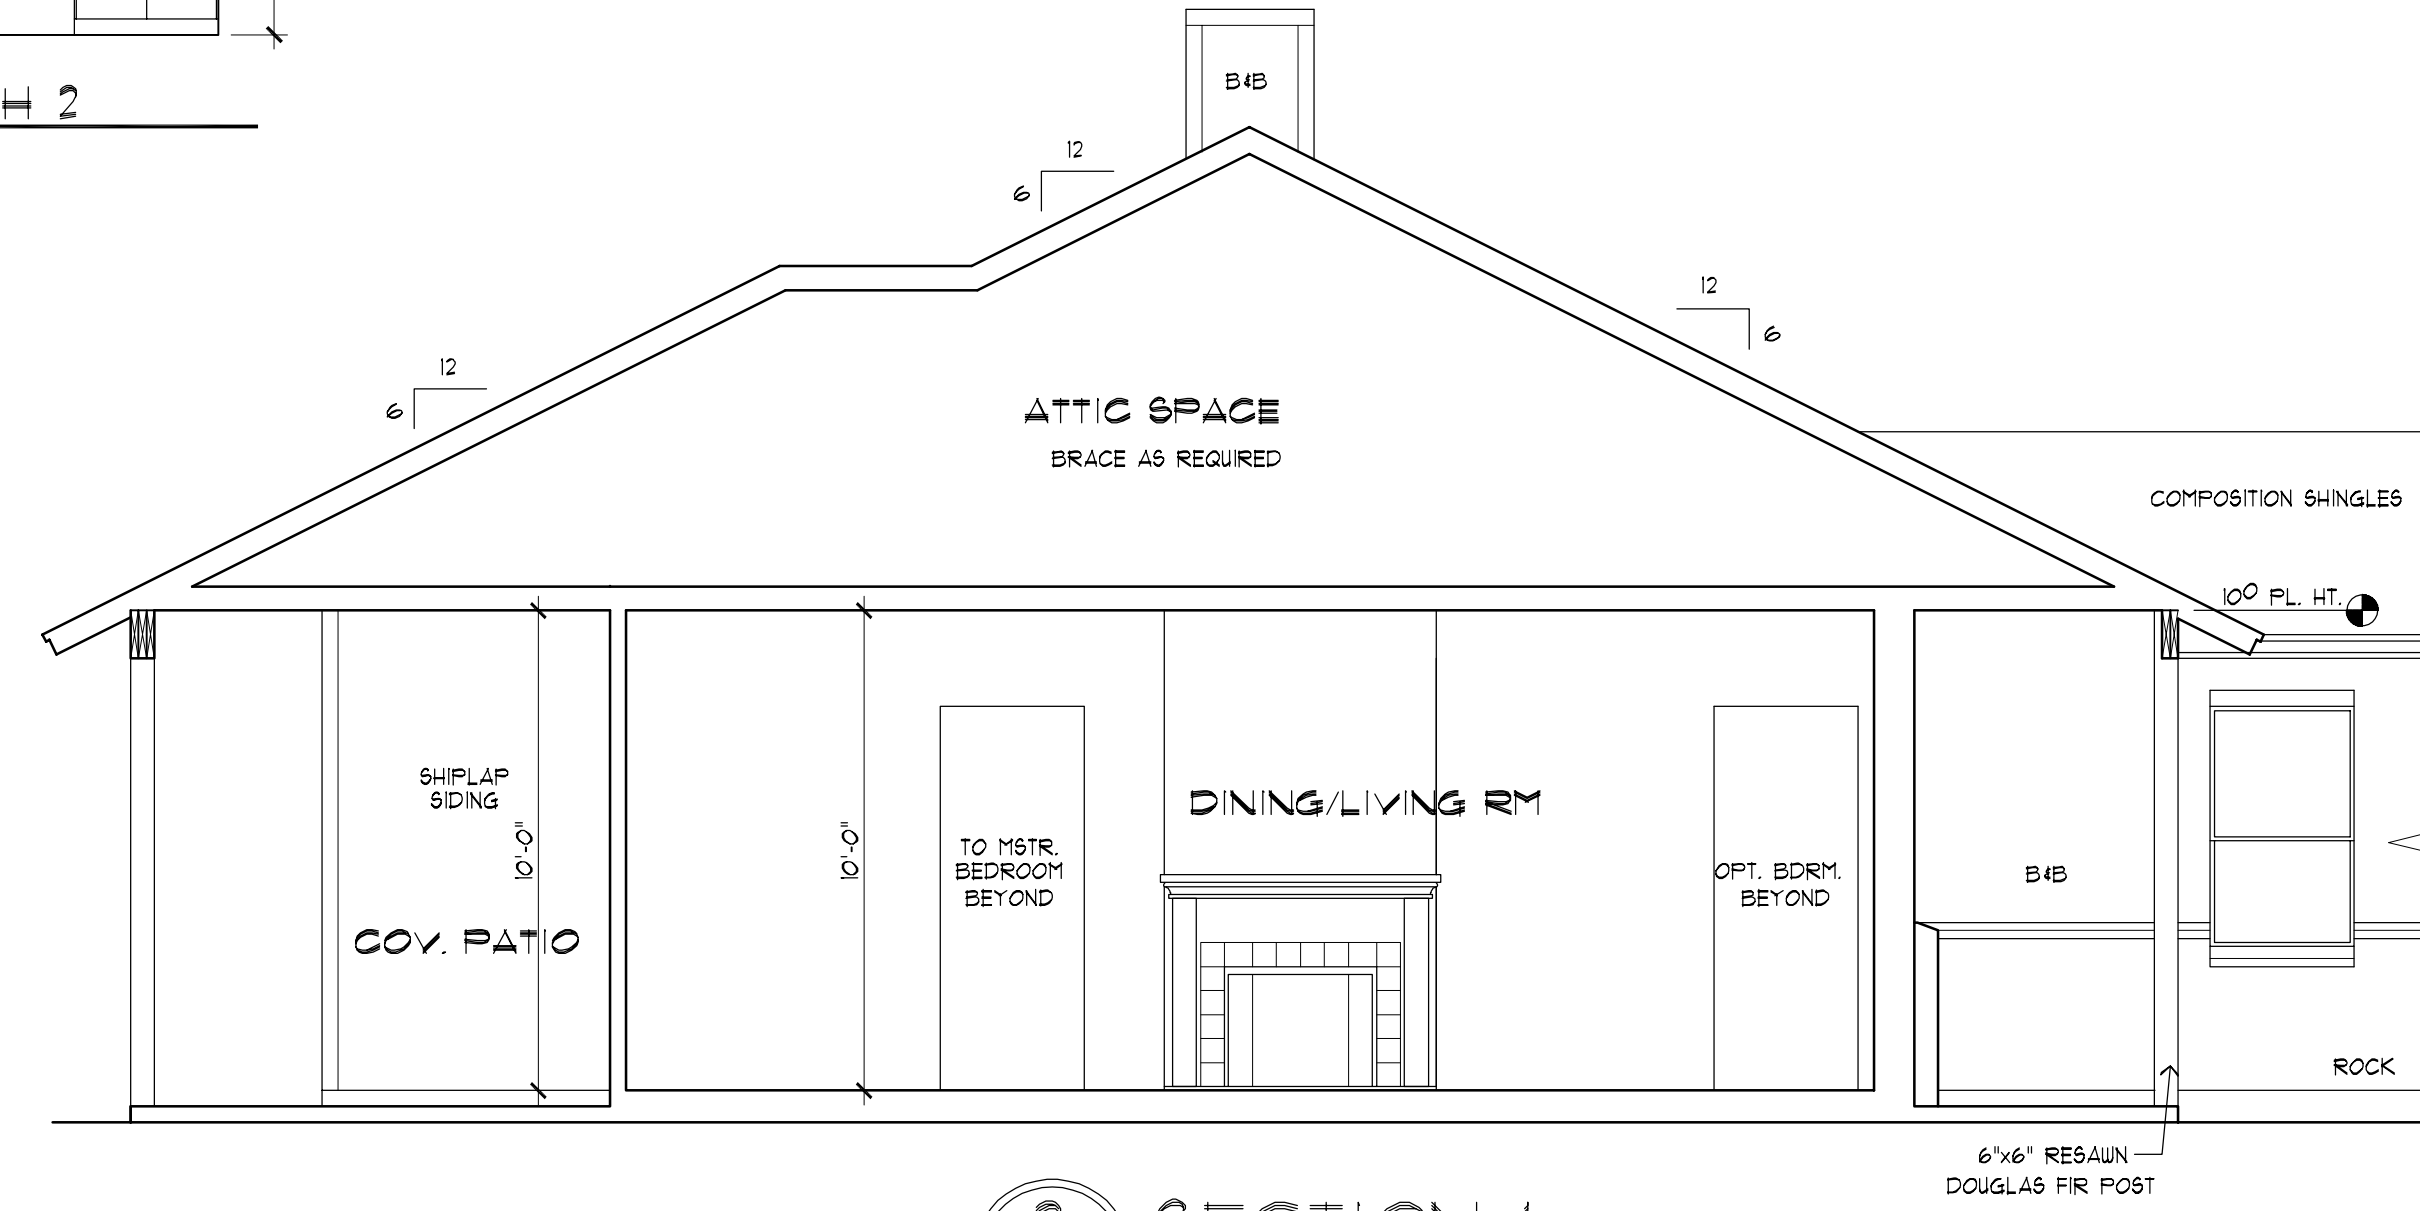 H 2
B&B
12
6
12
6
12
6
ATTIC SPACE
BRACE AS REQUIRED
COMPOSITION SHINGLES
10⁰ PL. HT.
SHIPLAP
SIDING
10'-0"
COV. PATIO
10'-0"
TO MSTR.
BEDROOM
BEYOND
DINING/LIVING RM
OPT. BDRM.
BEYOND
B&B
ROCK
6"x6" RESAWN
DOUGLAS FIR POST